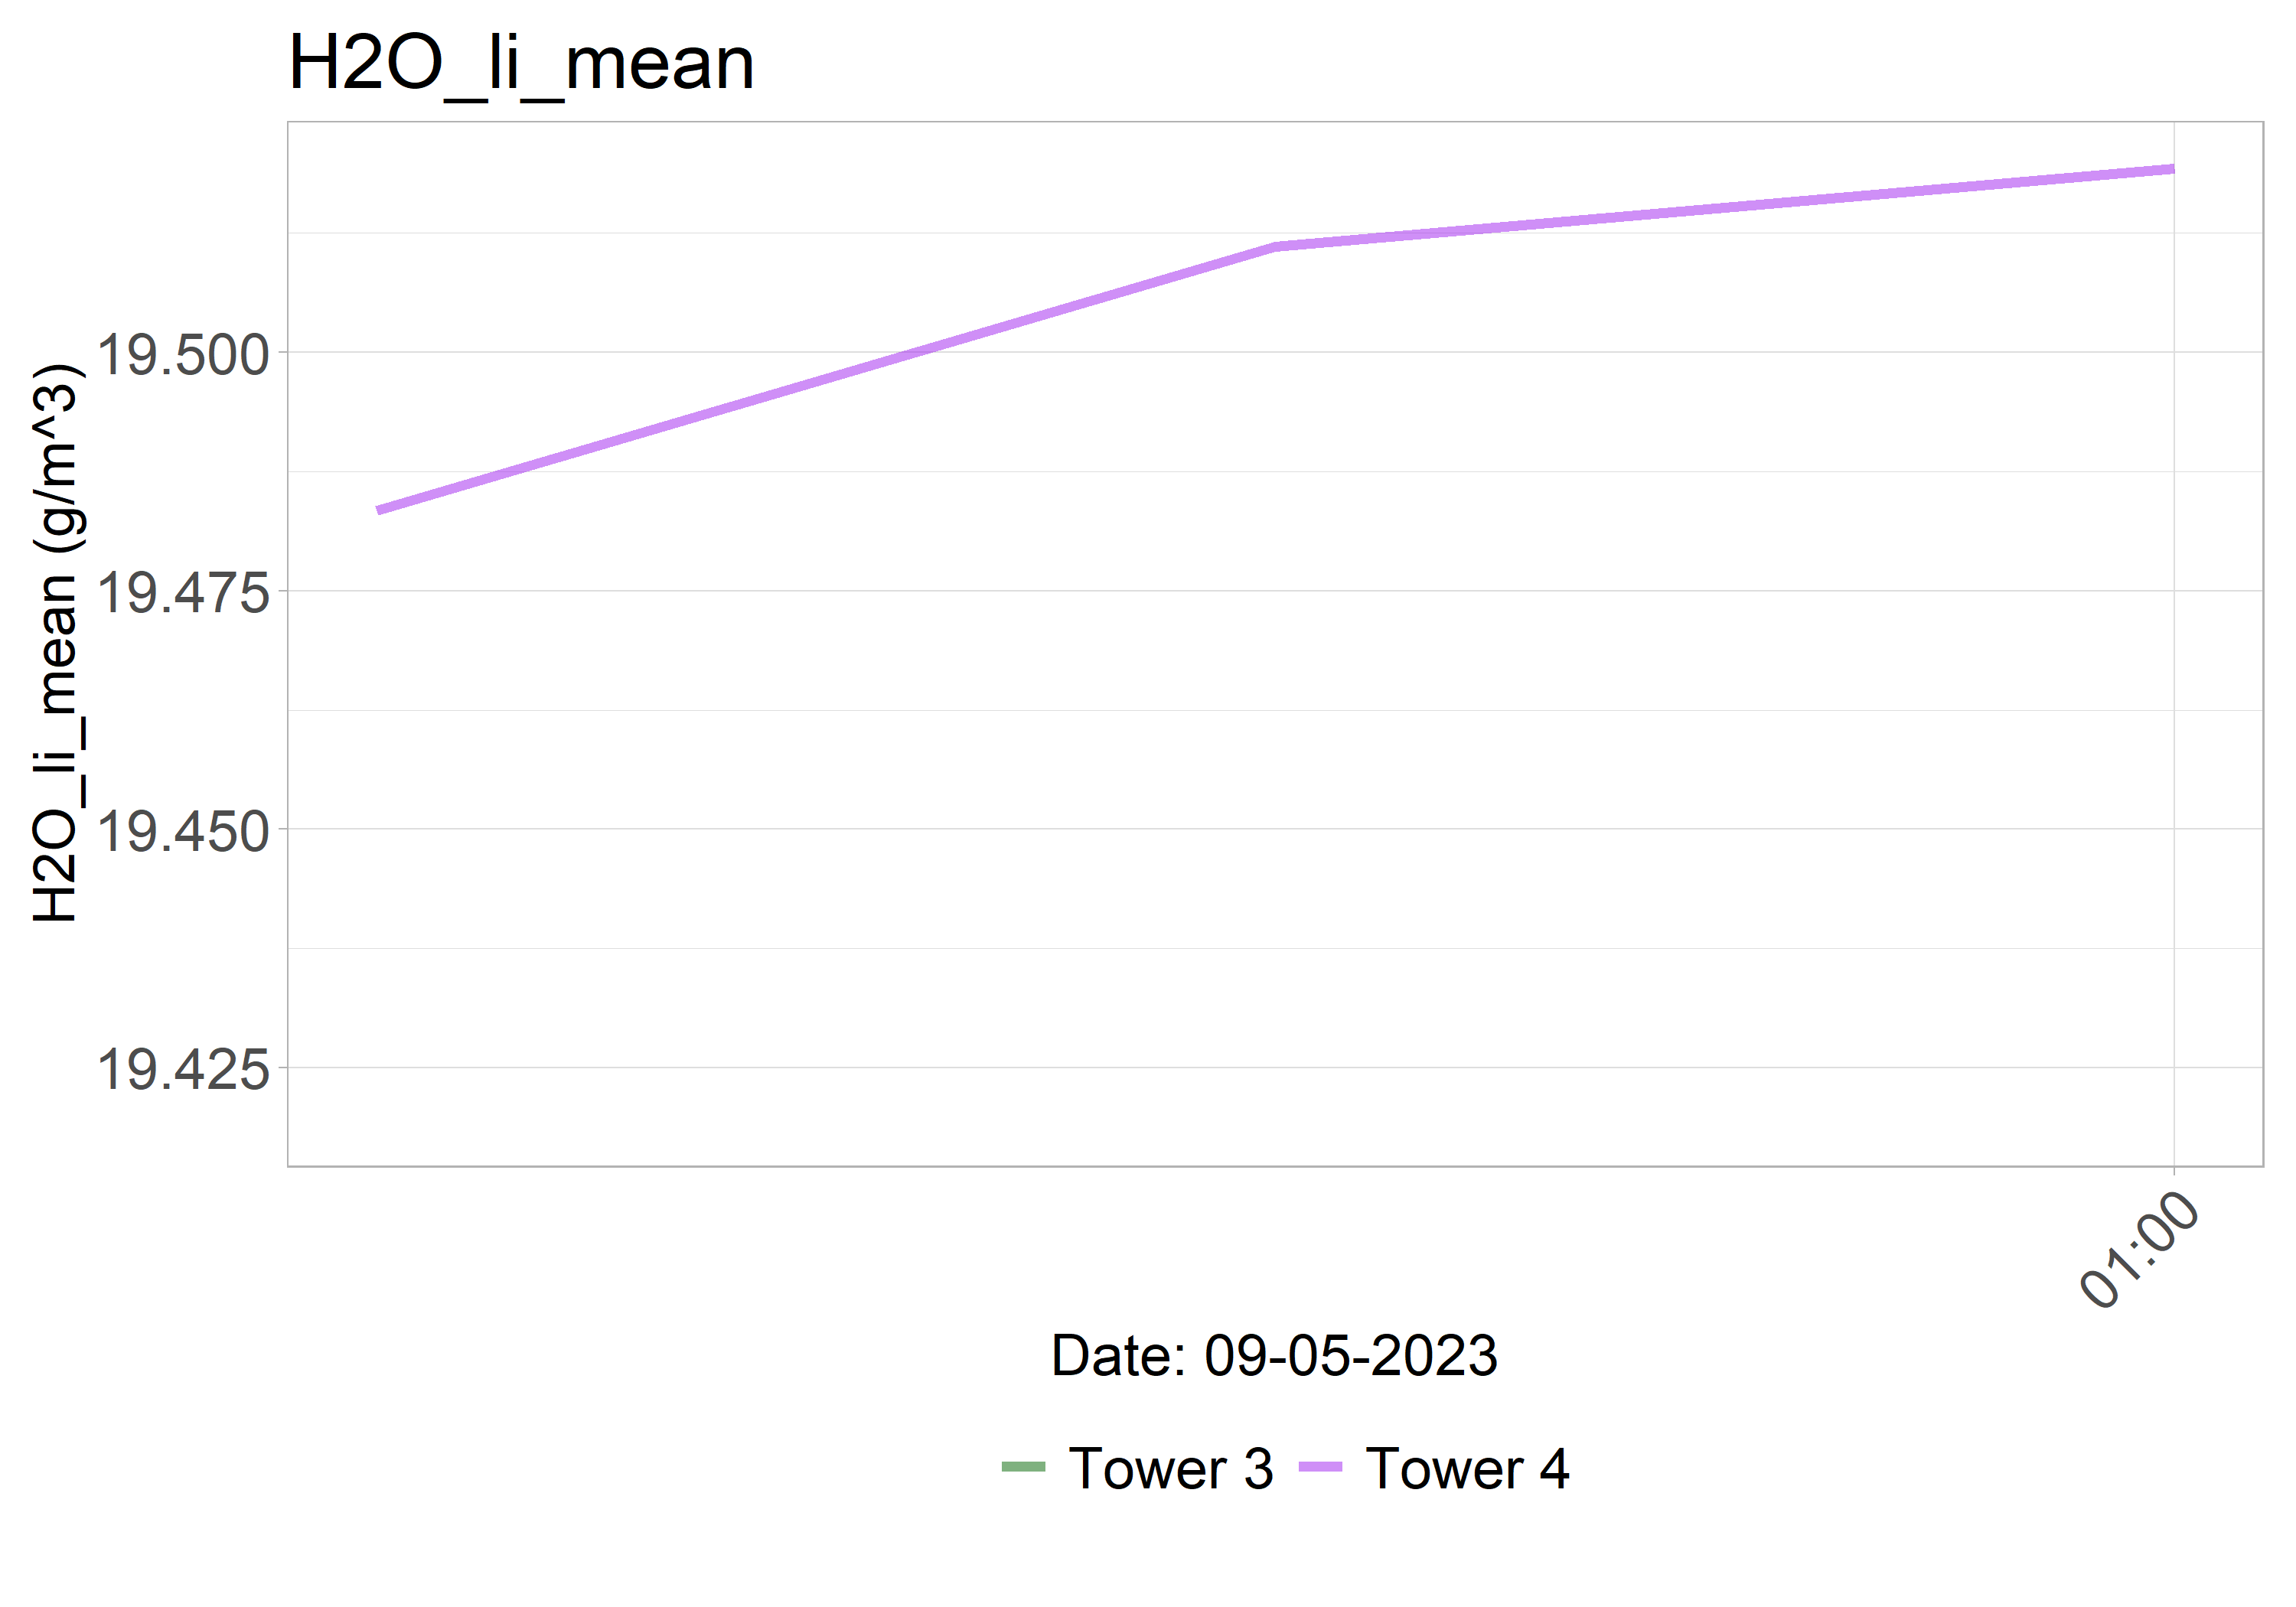 H2O_li_mean
H2O_li_mean (g/m^3)
19.500
19.475
19.450
19.425
01:00
Date: 09-05-2023
Tower 3 Tower 4